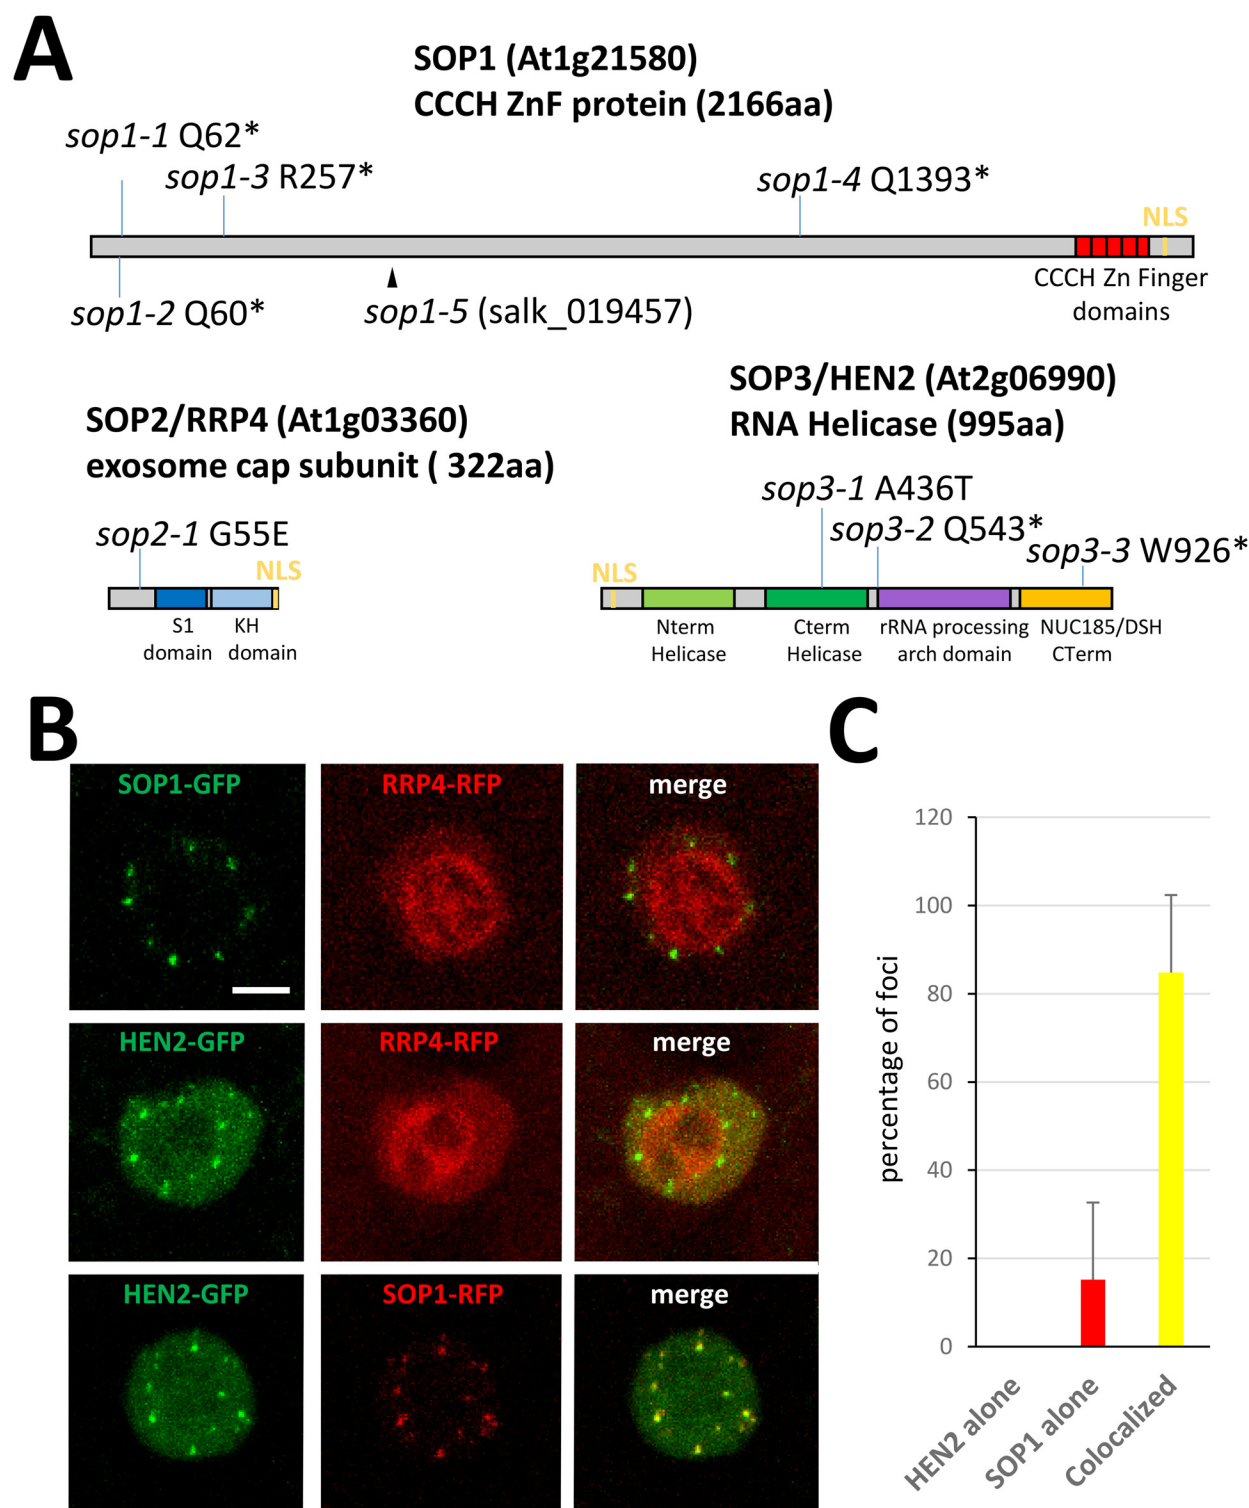 A
SOP1 (At1g21580)
CCCH ZnF protein (2166aa)
sop1-1 Q62*
sop1-3 R257*
sop1-4 Q1393*
NLS
sop1-2 Q60*
sop1-5 (salk_019457)
CCCH Zn Finger
domains
SOP2/RRP4 (At1g03360)
exosome cap subunit ( 322aa)
sop2-1 G55E
NLS
S1
domain
KH
domain
SOP3/HEN2 (At2g06990)
RNA Helicase (995aa)
sop3-1 A436T
sop3-2 Q543*
sop3-3 W926*
NLS
Nterm
Helicase
Cterm
Helicase
rRNA processing
arch domain
NUC185/DSH
CTerm
B
SOP1-GFP
RRP4-RFP
merge
HEN2-GFP
RRP4-RFP
merge
HEN2-GFP
SOP1-RFP
merge
C
percentage of foci
120
100
80
60
40
20
0
HEN2 alone
SOP1 alone
Colocalized